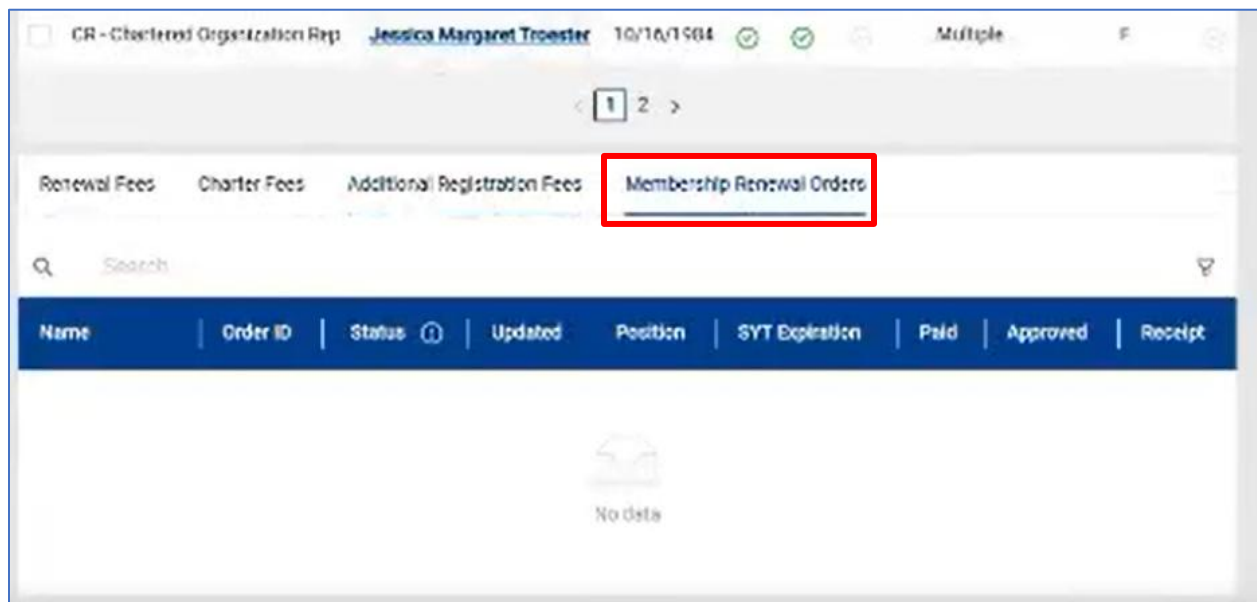 CR - Chartered Organization Rep Jessica Margaret Troester 10/16/1984 Multiple F
< 1 2 >
Renewal Fees Charter Fees Additional Registration Fees Membership Renewal Orders
Search
Name Order ID Status Updated Position SYT Expiration Paid Approved Receipt
No data